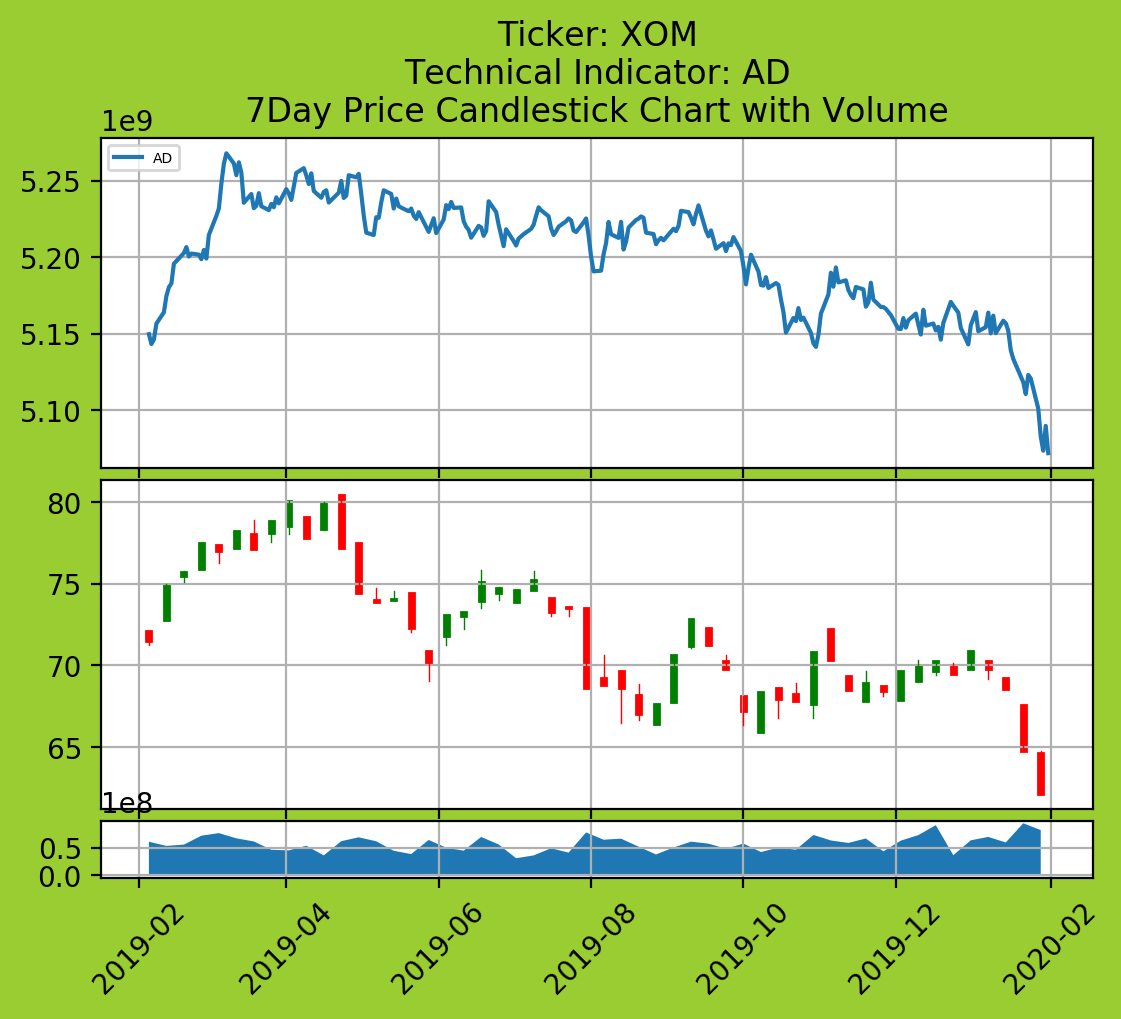 Ticker: XOM
Technical Indicator: AD
7Day Price Candlestick Chart with Volume
1e9
AD
5.25
5.20
5.15
5.10
80
75
70
65
1e8
0.5
0.0
2019-02
2019-04
2019-06
2019-08
2019-10
2019-12
2020-02